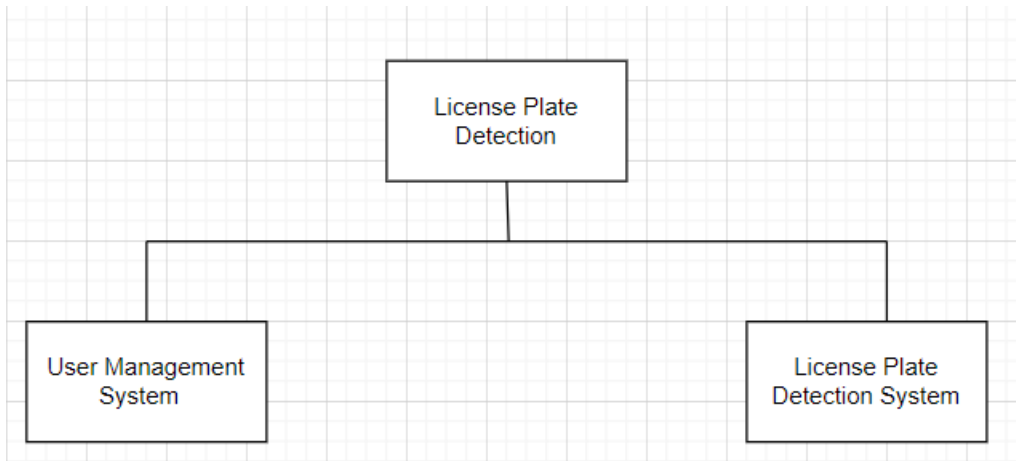 License Plate
Detection
User Management
System
License Plate
Detection System